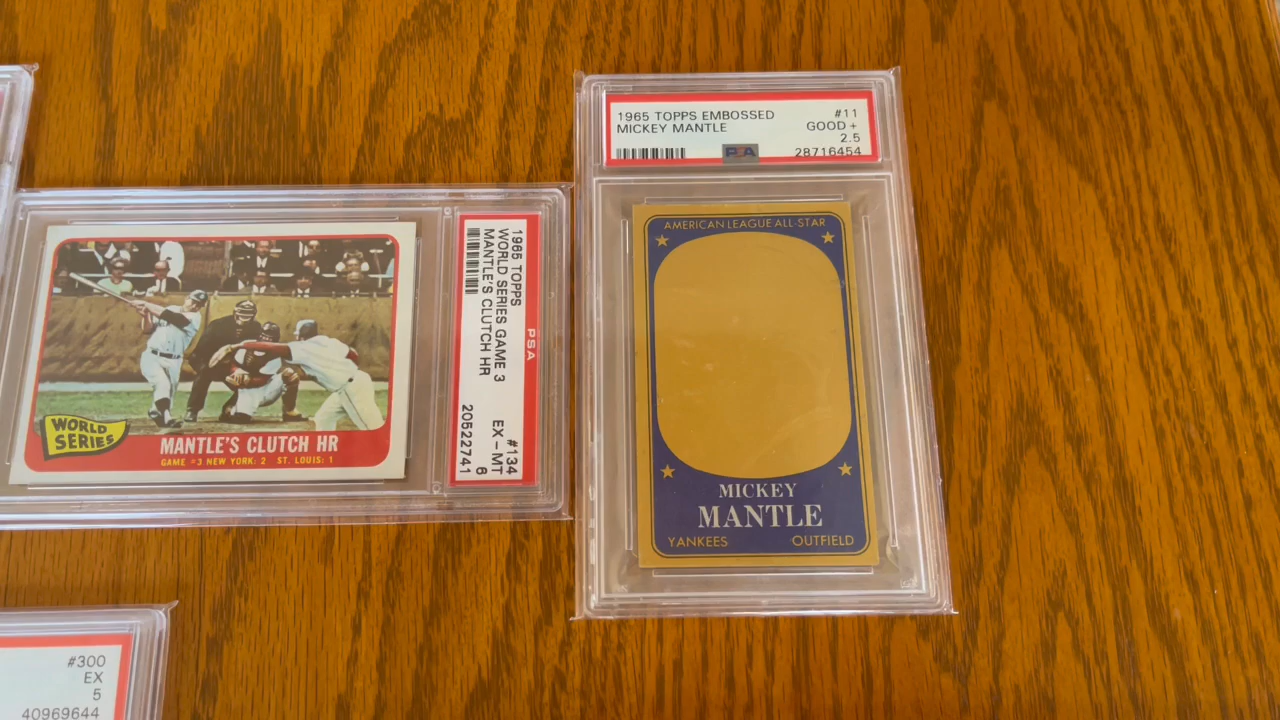 1965 TOPPS EMBOSSED #11
MICKEY MANTLE GOOD +
2.5
PSA 28716454
AMERICAN LEAGUE ALL-STAR
MICKEY
MANTLE
YANKEES OUTFIELD
PSA
1965 TOPPS #134
WORLD SERIES GAME 3 EX - MT
MANTLE'S CLUTCH HR 6
20522741
WORLD
SERIES
MANTLE'S CLUTCH HR
GAME #3 NEW YORK: 2 ST. LOUIS: 1
#300
EX
5
40969644